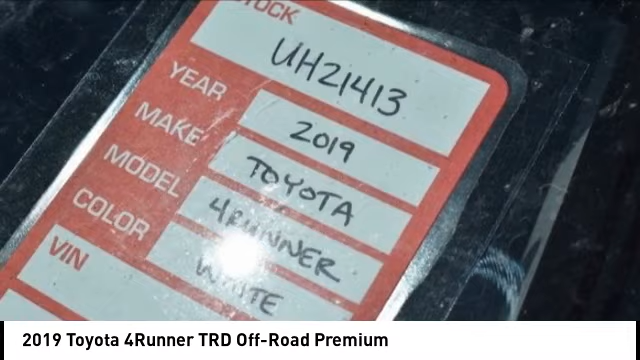 STOCK
UH21413
YEAR
2019
MAKE
TOYOTA
MODEL
4RUNNER
COLOR
WHITE
VIN
2019 Toyota 4Runner TRD Off-Road Premium